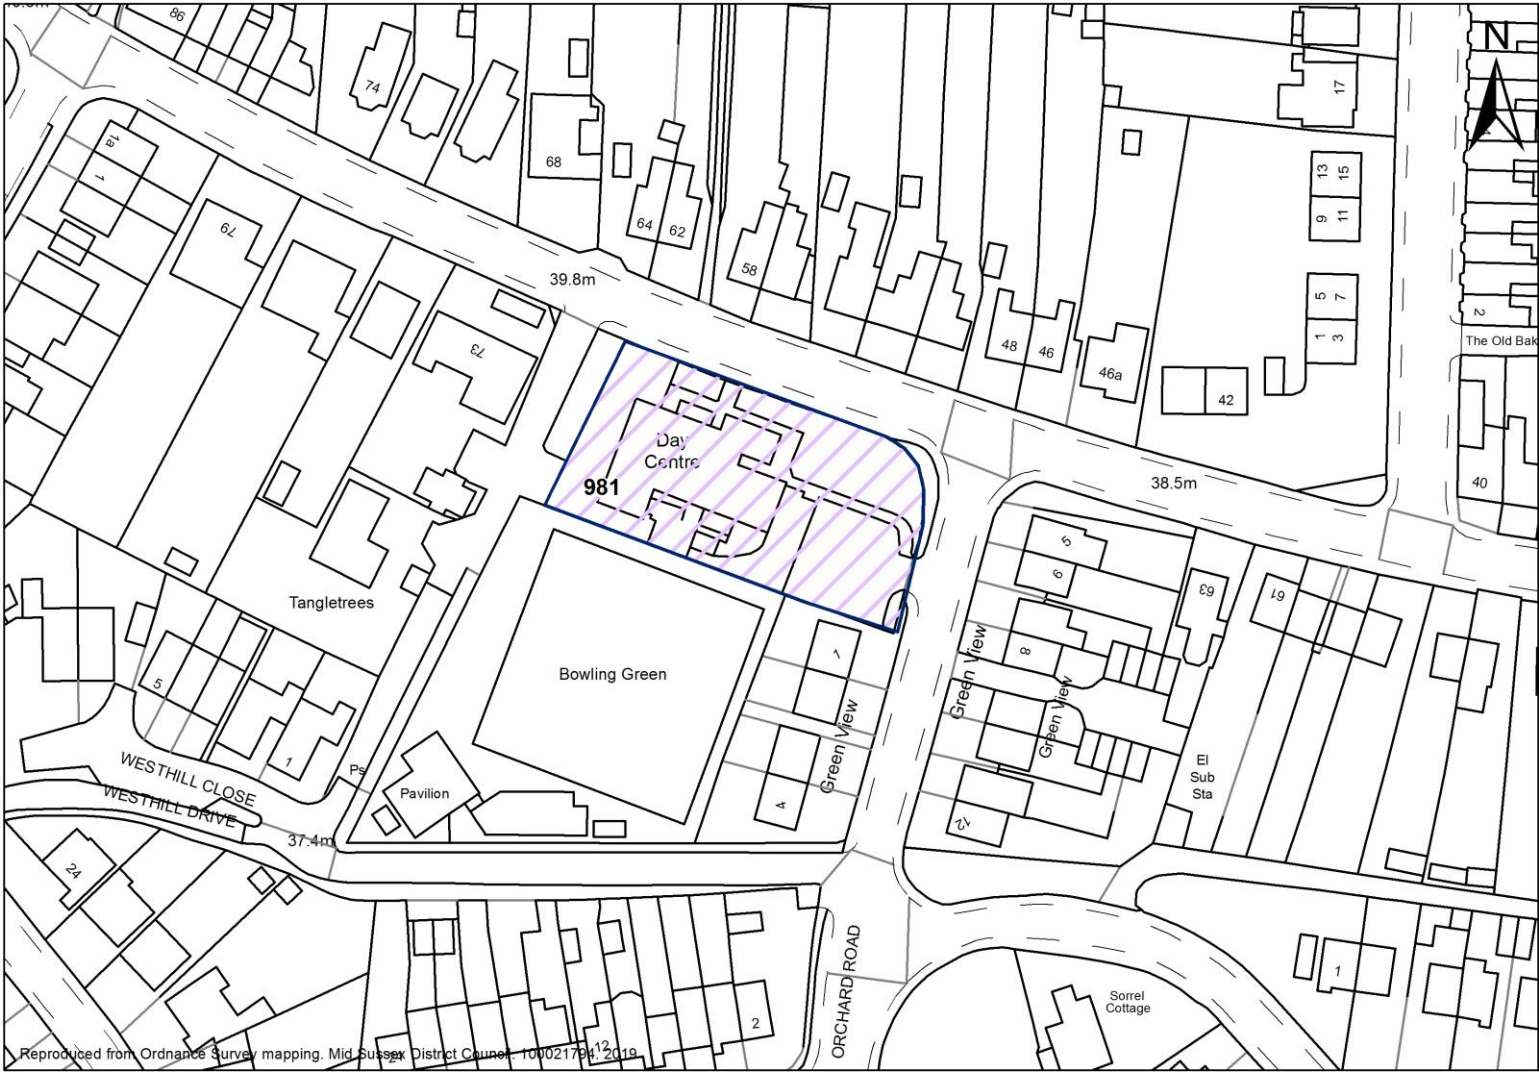 86
74
68
64
62
58
48
46
46a
42
17
13
15
9
11
5
7
1
3
N
2
The Old Bak
40
1a
1
79
73
39.8m
38.5m
Day
Centre
981
Tangletrees
Bowling Green
Pavilion
5
1
WESTHILL CLOSE
WESTHILL DRIVE
Ps
37.4m
24
1
4
Green View
5
6
8
12
Green View
Green View
63
61
El
Sub
Sta
ORCHARD ROAD
Sorrel
Cottage
1
2
12
Reproduced from Ordnance Survey mapping. Mid Sussex District Council. 100021794. 2019